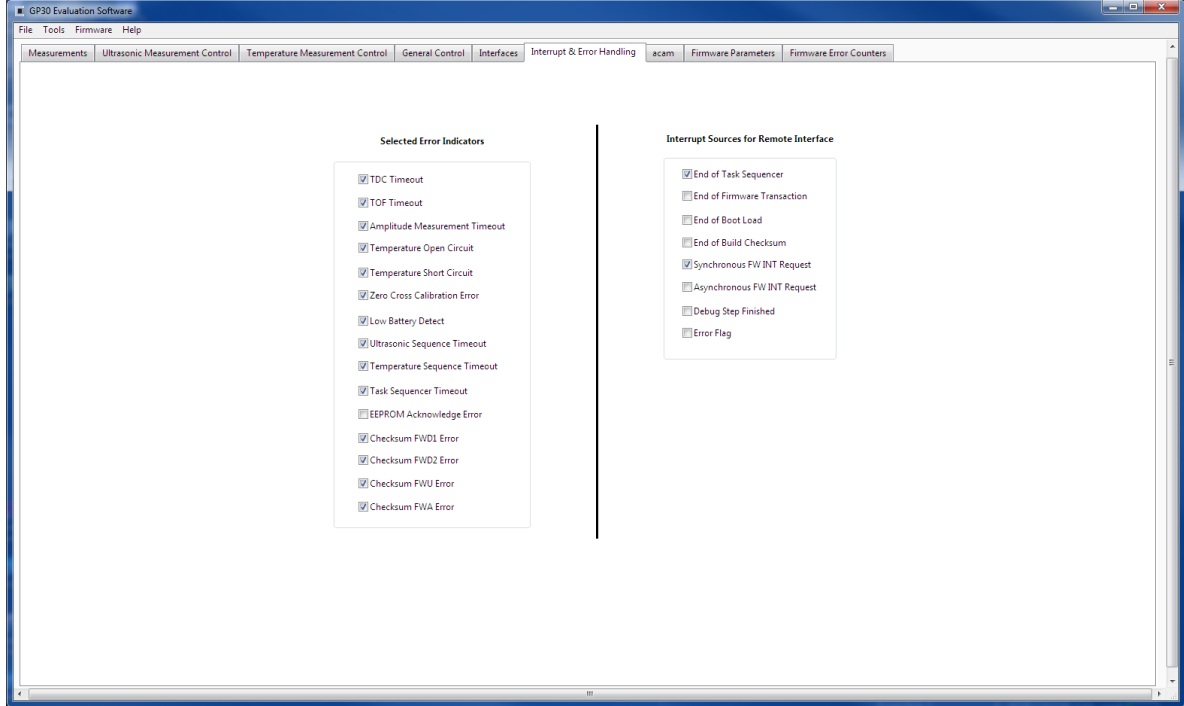 GP30 Evaluation Software
File Tools Firmware Help
Measurements Ultrasonic Measurement Control Temperature Measurement Control General Control Interfaces Interrupt & Error Handling acam Firmware Parameters Firmware Error Counters
Selected Error Indicators
TDC Timeout
TOF Timeout
Amplitude Measurement Timeout
Temperature Open Circuit
Temperature Short Circuit
Zero Cross Calibration Error
Low Battery Detect
Ultrasonic Sequence Timeout
Temperature Sequence Timeout
Task Sequencer Timeout
EEPROM Acknowledge Error
Checksum FWD1 Error
Checksum FWD2 Error
Checksum FWU Error
Checksum FWA Error
Interrupt Sources for Remote Interface
End of Task Sequencer
End of Firmware Transaction
End of Boot Load
End of Build Checksum
Synchronous FW INT Request
Asynchronous FW INT Request
Debug Step Finished
Error Flag